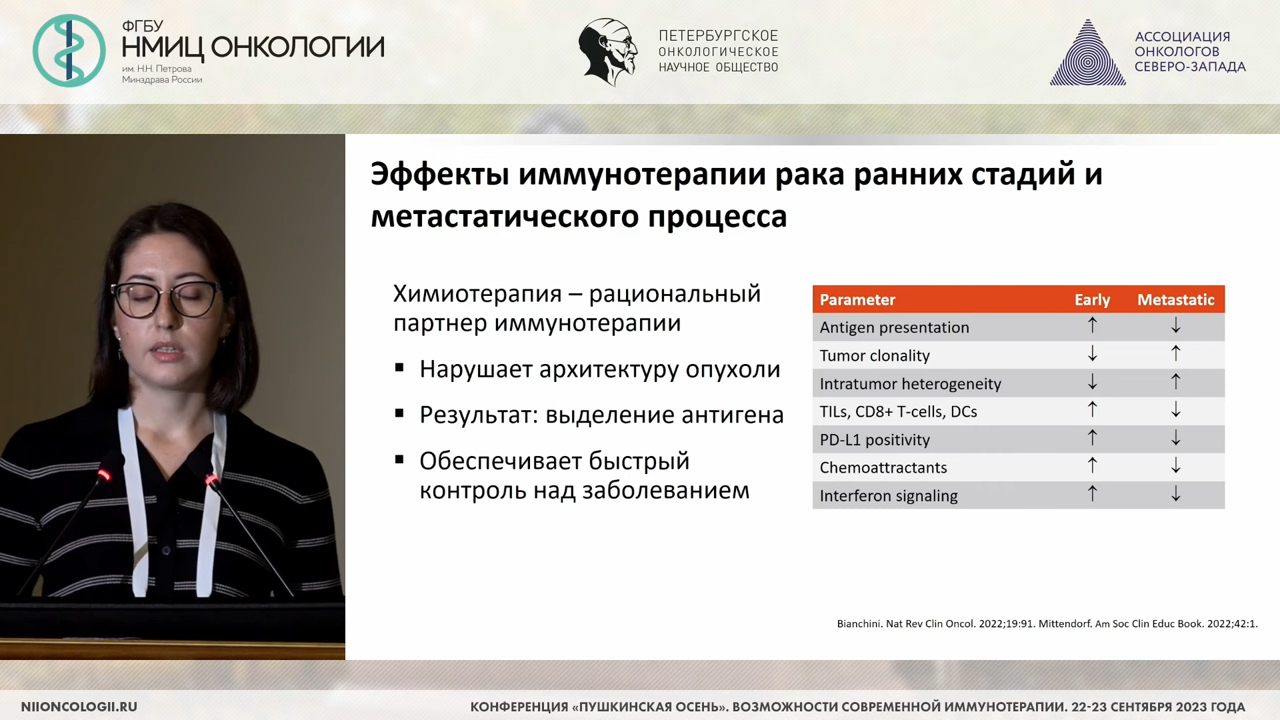 ФГБУ
НМИЦ ОНКОЛОГИИ
им. Н.Н. Петрова
Минздрава России
ПЕТЕРБУРГСКОЕ
ОНКОЛОГИЧЕСКОЕ
НАУЧНОЕ ОБЩЕСТВО
АССОЦИАЦИЯ
ОНКОЛОГОВ
СЕВЕРО-ЗАПАДА
Эффекты иммунотерапии рака ранних стадий и
метастатического процесса
Химиотерапия – рациональный
партнер иммунотерапии
▪ Нарушает архитектуру опухоли
▪ Результат: выделение антигена
▪ Обеспечивает быстрый
контроль над заболеванием
Parameter Early Metastatic
Antigen presentation ↑ ↓
Tumor clonality ↓ ↑
Intratumor heterogeneity ↓ ↑
TILs, CD8+ T-cells, DCs ↑ ↓
PD-L1 positivity ↑ ↓
Chemoattractants ↑ ↓
Interferon signaling ↑ ↓
Bianchini. Nat Rev Clin Oncol. 2022;19:91. Mittendorf. Am Soc Clin Educ Book. 2022;42:1.
NIIONCOLOGII.RU
КОНФЕРЕНЦИЯ «ПУШКИНСКАЯ ОСЕНЬ». ВОЗМОЖНОСТИ СОВРЕМЕННОЙ ИММУНОТЕРАПИИ. 22-23 СЕНТЯБРЯ 2023 ГОДА